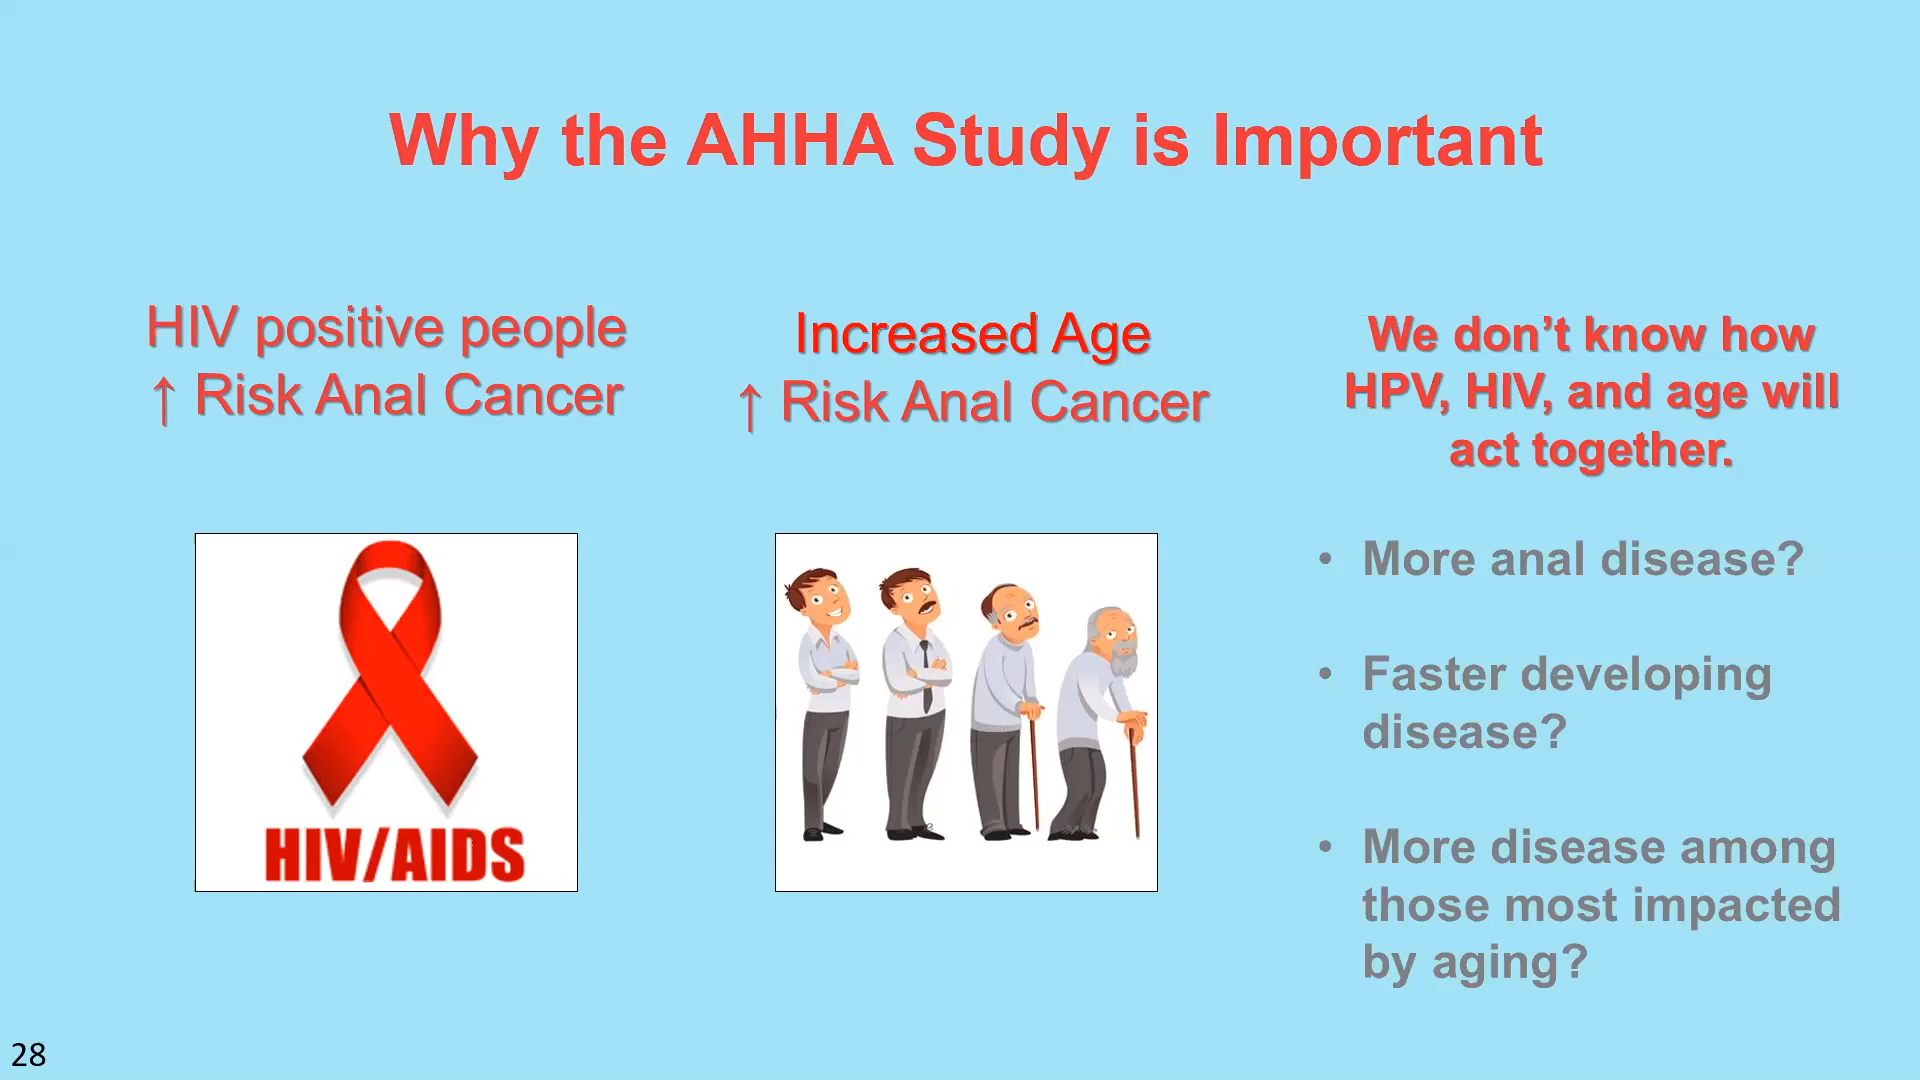 Why the AHHA Study is Important
HIV positive people
↑ Risk Anal Cancer
HIV/AIDS
Increased Age
↑ Risk Anal Cancer
We don’t know how
HPV, HIV, and age will
act together.
• More anal disease?
• Faster developing
disease?
• More disease among
those most impacted
by aging?
28